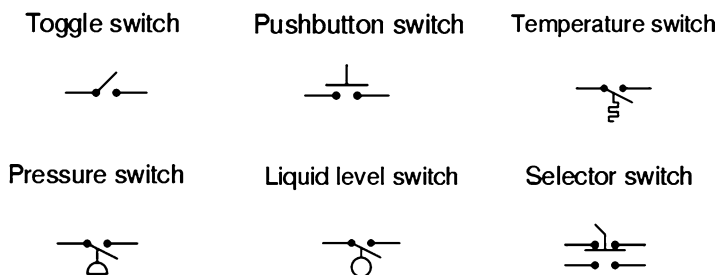 Toggle switch
Pushbutton switch
Temperature switch
Pressure switch
Liquid level switch
Selector switch